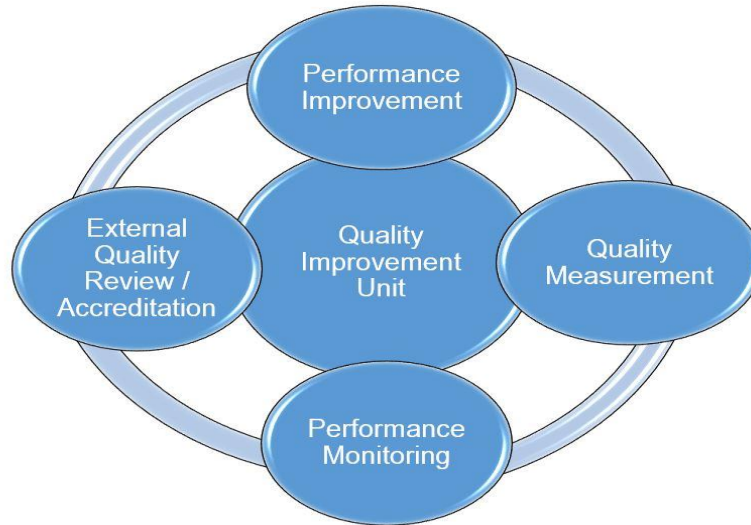 Performance
Improvement
External
Quality
Review /
Accreditation
Quality
Improvement
Unit
Quality
Measurement
Performance
Monitoring